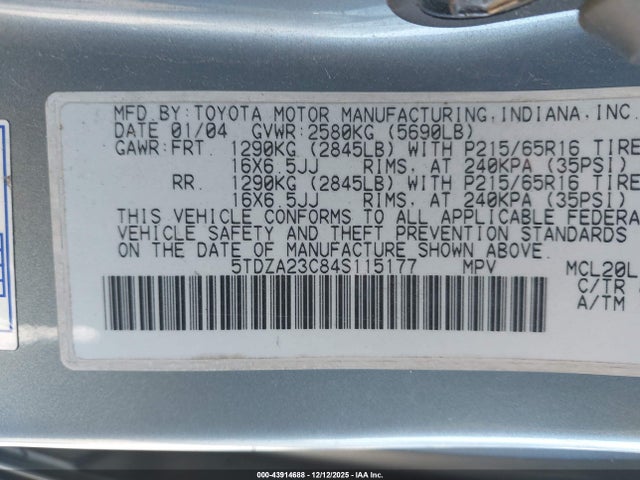 MFD.BY:TOYOTA MOTOR MANUFACTURING,INDIANA,INC.
DATE 01/04 GVWR:2580KG (5690LB)
GAWR:FRT. 1290KG (2845LB) WITH P215/65R16 TIRE
16X6.5JJ RIMS. AT 240KPA (35PSI)
RR. 1290KG (2845LB) WITH P215/65R16 TIRE
16X6.5JJ RIMS. AT 240KPA (35PSI)
THIS VEHICLE CONFORMS TO ALL APPLICABLE FEDERA
VEHICLE SAFETY AND THEFT PREVENTION STANDARDS
ON THE DATE OF MANUFACTURE SHOWN ABOVE.
5TDZA23C84S115177 MPV MCL20L
C/TR
A/TM
000-43914688 - 12/12/2025 - IAA Inc.